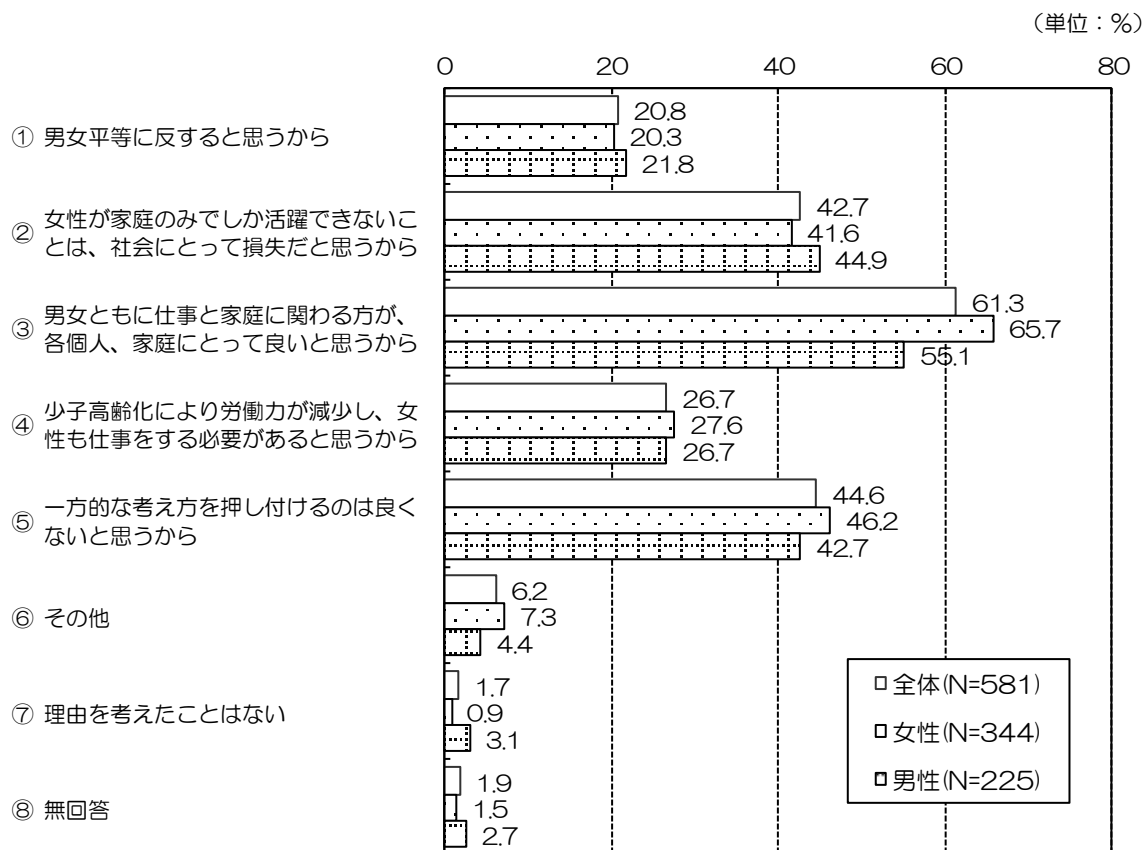 （単位：％）
0 20 40 60 80
① 男女平等に反すると思うから
20.8
20.3
21.8
② 女性が家庭のみでしか活躍できないこ
とは、社会にとって損失だと思うから
42.7
41.6
44.9
③ 男女ともに仕事と家庭に関わる方が、
各個人、家庭にとって良いと思うから
61.3
65.7
55.1
④ 少子高齢化により労働力が減少し、女
性も仕事をする必要があると思うから
26.7
27.6
26.7
⑤ 一方的な考え方を押し付けるのは良く
ないと思うから
44.6
46.2
42.7
⑥ その他
6.2
7.3
4.4
⑦ 理由を考えたことはない
1.7
0.9
3.1
⑧ 無回答
1.9
1.5
2.7
全体(N=581)
女性(N=344)
男性(N=225)